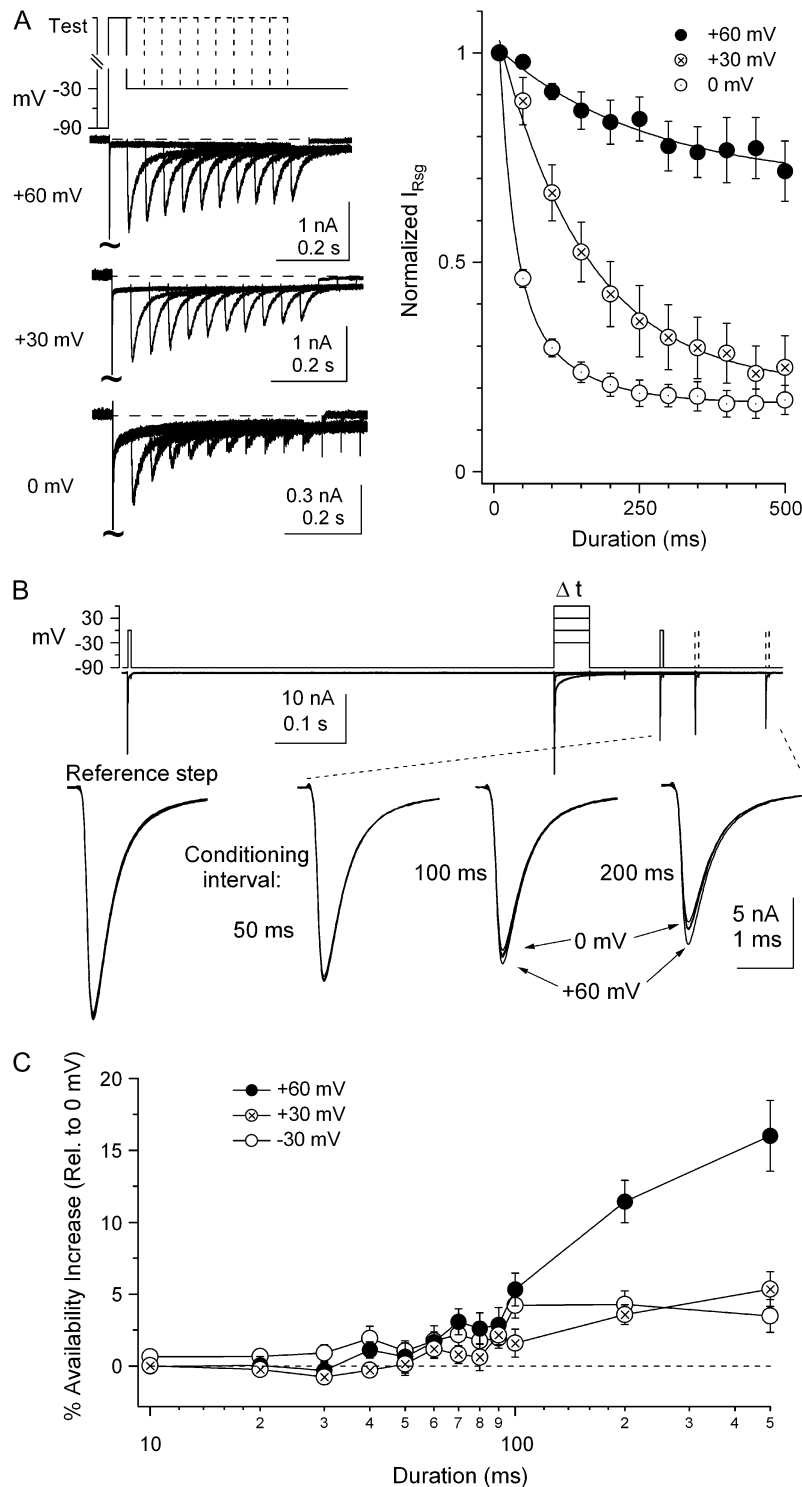 A
Test
mV
-30
-90
+60 mV
1 nA
0.2 s
+30 mV
1 nA
0.2 s
0 mV
0.3 nA
0.2 s
~
~
~
+60 mV
+30 mV
0 mV
Normalized I_Rsg
1
0.5
0
0
250
500
Duration (ms)
B
Δ t
mV
30
-30
-90
10 nA
0.1 s
Reference step
Conditioning
interval:
50 ms
100 ms
200 ms
0 mV
+60 mV
5 nA
1 ms
C
% Availability Increase (Rel. to 0 mV)
20
15
10
5
0
+60 mV
+30 mV
-30 mV
10
2
3
4
5
6
7
8
9
100
2
3
4
5
Duration (ms)